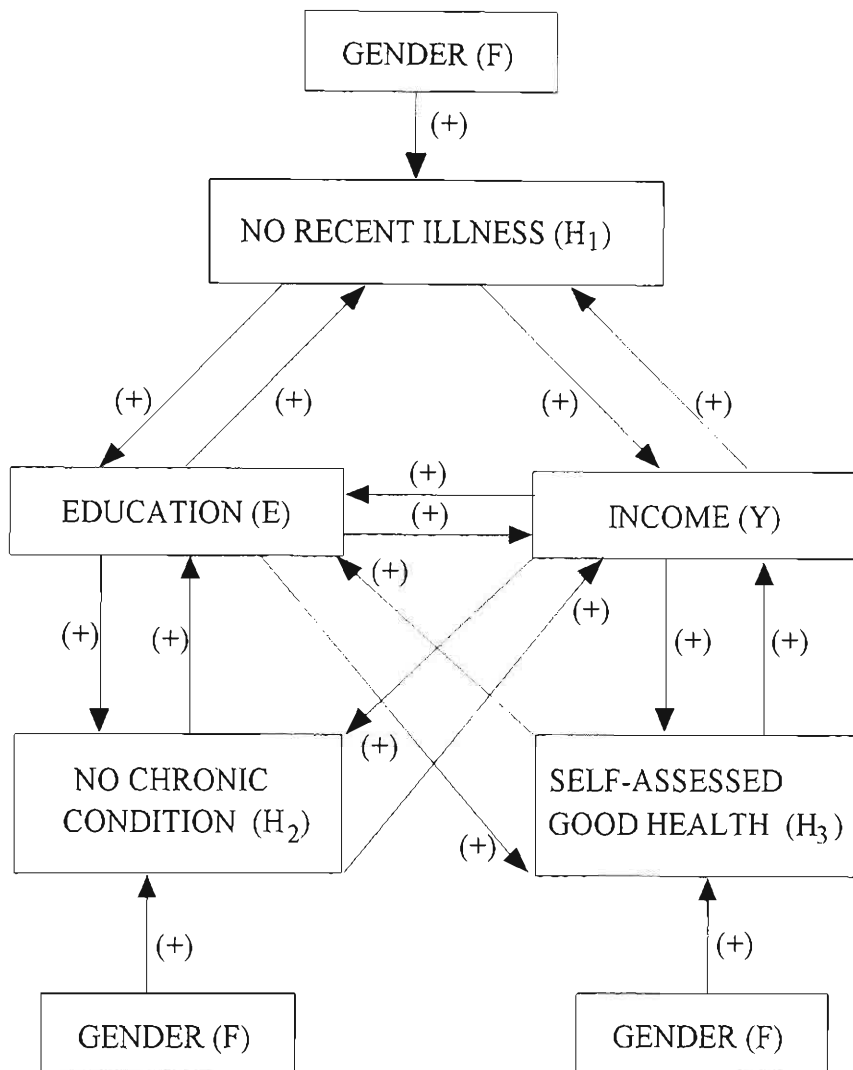 GENDER (F)
(+)
NO RECENT ILLNESS (H1)
(+) (+) (+) (+)
(+)
EDUCATION (E) INCOME (Y)
(+)
(+) (+)
(+) (+) (+) (+)
(+)
NO CHRONIC SELF-ASSESSED
CONDITION (H2) GOOD HEALTH (H3)
(+)
(+) (+)
GENDER (F) GENDER (F)